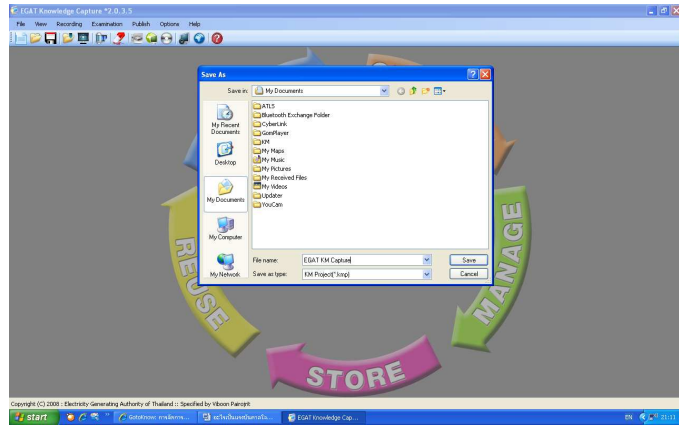 EGAT Knowledge Capture *2.0.3.5
File View Recording Examination Publish Options Help
Save As
Save in: My Documents
My Recent Documents
Desktop
My Documents
My Computer
My Network
ATLS
Bluetooth Exchange Folder
CyberLink
GomPlayer
KM
My Maps
My Music
My Pictures
My Received Files
My Videos
Updater
YouCam
File name: EGAT KM Capture
Save
Save as type: KM Project(*.kmp)
Cancel
MANAGE
REUSE
STORE
Copyright (C) 2008 : Electricity Generating Authority of Thailand :: Specified by Viboon Pairojrit
start
GotoKnow:
EGAT Knowledge Cap...
EN
21:11